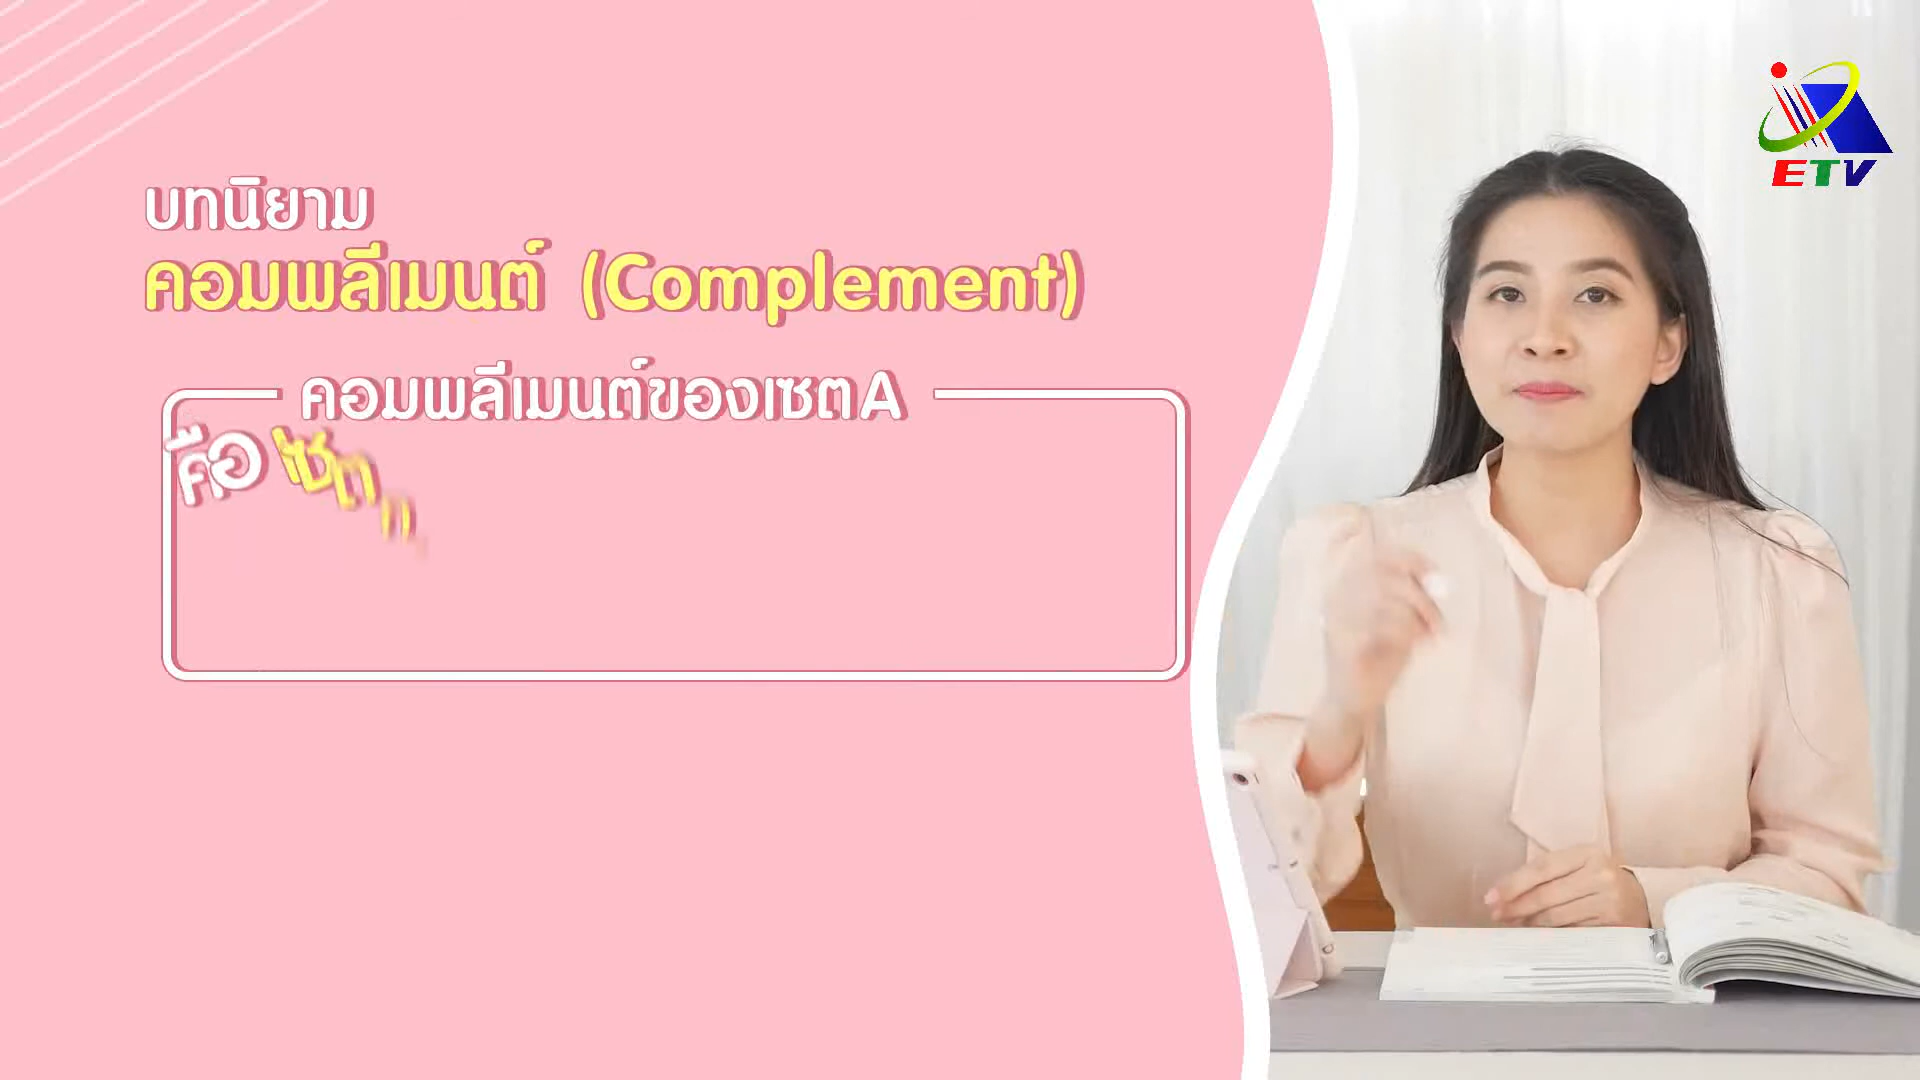 ETV
บทนิยาม
คอมพลีเมนต์ (Complement)
คอมพลีเมนต์ของเซตA
คือ เซต